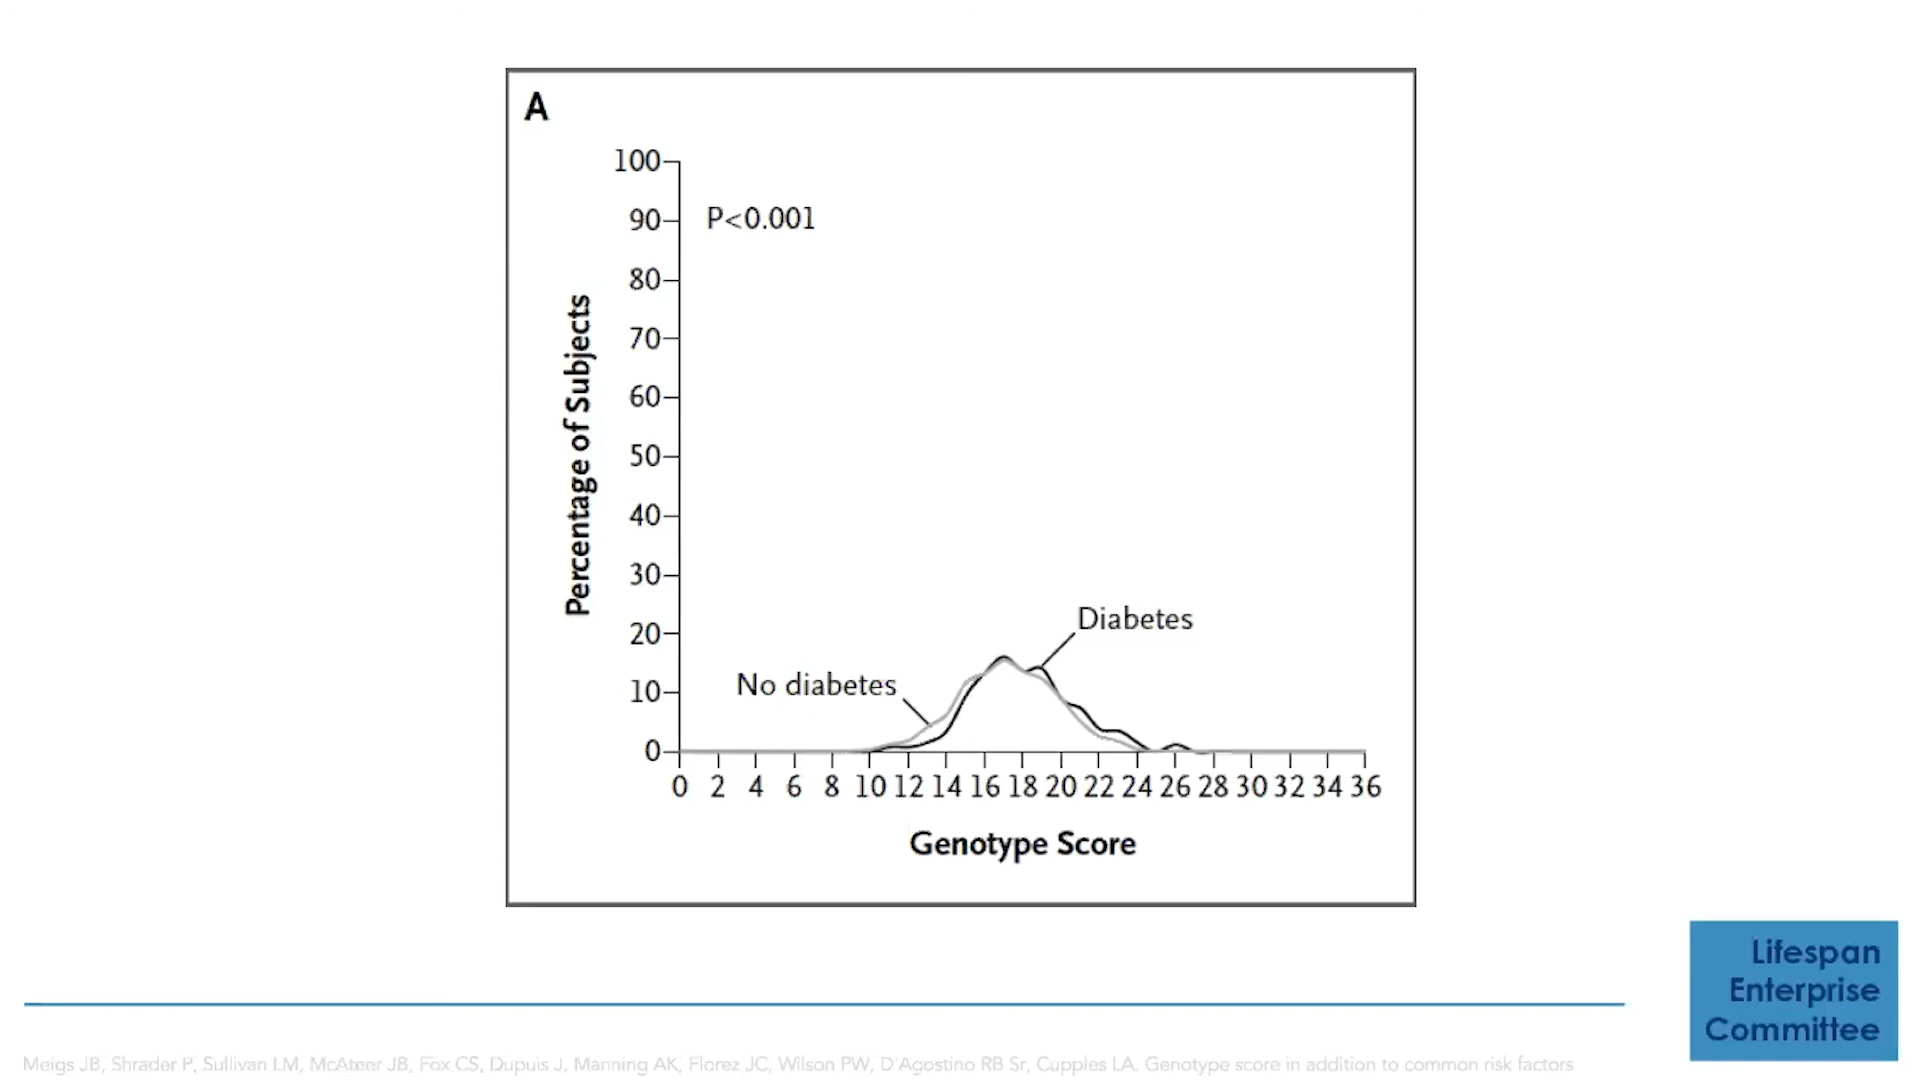 A
100
90
P<0.001
80
70
60
50
40
30
20
10
0
Percentage of Subjects
Diabetes
No diabetes
0 2 4 6 8 10 12 14 16 18 20 22 24 26 28 30 32 34 36
Genotype Score
Lifespan
Enterprise
Committee
Meigs JB, Shrader P, Sullivan LM, McAteer JB, Fox CS, Dupuis J, Manning AK, Florez JC, Wilson PW, D'Agostino RB Sr, Cupples LA. Genotype score in addition to common risk factors